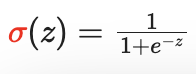 σ(z) = 1/(1+e^{-z})